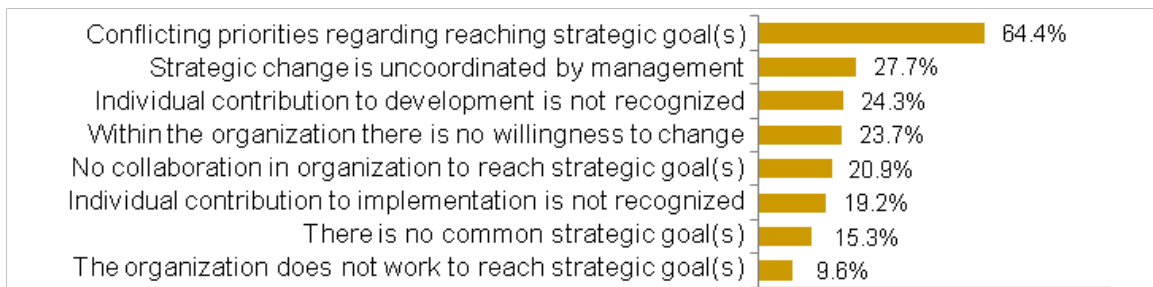 Conflicting priorities regarding reaching strategic goal(s) 64.4%
Strategic change is uncoordinated by management 27.7%
Individual contribution to development is not recognized 24.3%
Within the organization there is no willingness to change 23.7%
No collaboration in organization to reach strategic goal(s) 20.9%
Individual contribution to implementation is not recognized 19.2%
There is no common strategic goal(s) 15.3%
The organization does not work to reach strategic goal(s) 9.6%